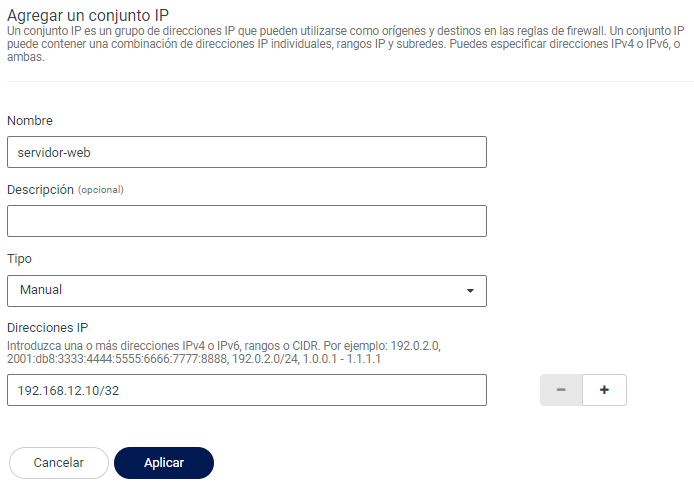 Agregar un conjunto IP
Un conjunto IP es un grupo de direcciones IP que pueden utilizarse como orígenes y destinos en las reglas de firewall. Un conjunto IP
puede contener una combinación de direcciones IP individuales, rangos IP y subredes. Puedes especificar direcciones IPv4 o IPv6, o
ambas.
Nombre
servidor-web
Descripción (opcional)
Tipo
Manual
Direcciones IP
Introduzca una o más direcciones IPv4 o IPv6, rangos o CIDR. Por ejemplo: 192.0.2.0,
2001:db8:3333:4444:5555:6666:7777:8888, 192.0.2.0/24, 1.0.0.1 - 1.1.1.1
192.168.12.10/32
− +
Cancelar Aplicar